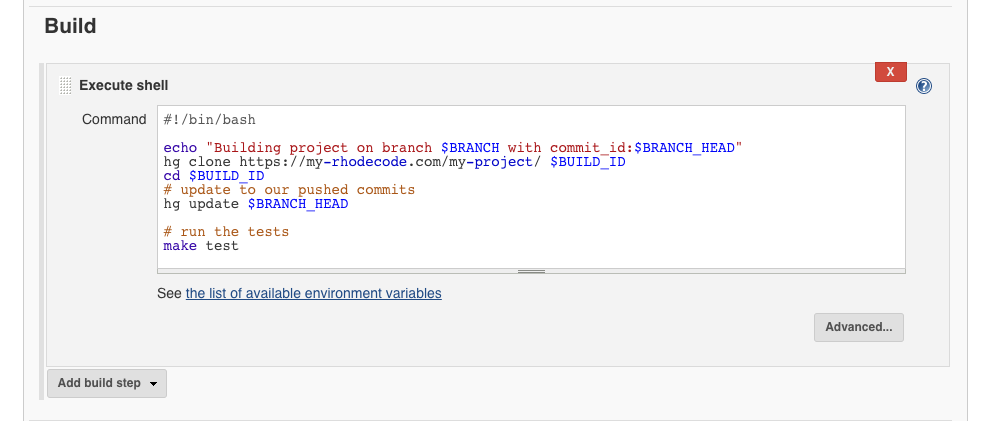 Build
X
Execute shell
?
Command
#!/bin/bash
echo "Building project on branch $BRANCH with commit_id:$BRANCH_HEAD"
hg clone https://my-rhodecode.com/my-project/ $BUILD_ID
cd $BUILD_ID
# update to our pushed commits
hg update $BRANCH_HEAD
# run the tests
make test
See the list of available environment variables
Advanced...
Add build step